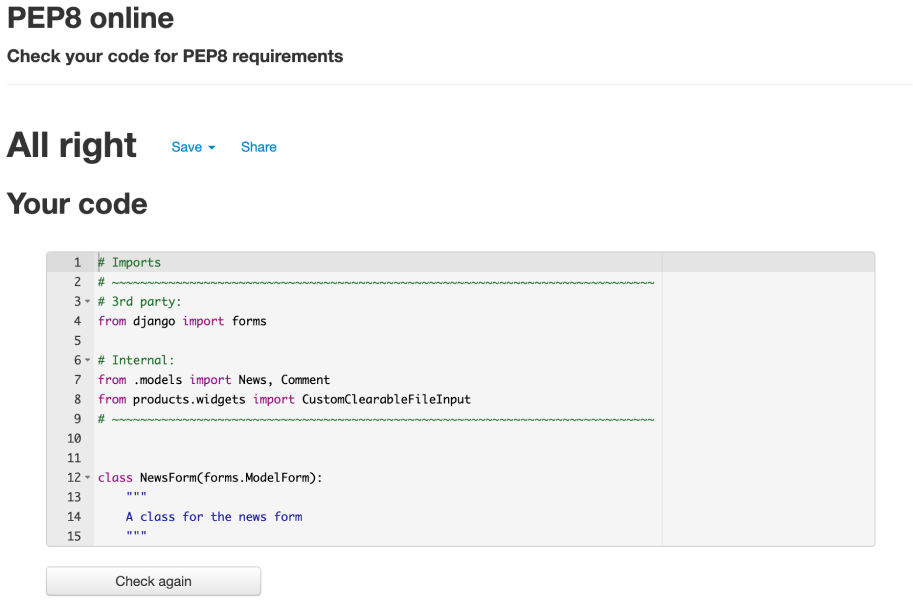 PEP8 online
Check your code for PEP8 requirements
All right Save Share
Your code
1 # Imports
2 # ~~~~~~~~~~~~~~~~~~~~~~~~~~~~~~~~~~~~~~~~~~~~~~~~~~~~~~~~~~~~~~~~~~~~~~~~~~~~~
3 # 3rd party:
4 from django import forms
5
6 # Internal:
7 from .models import News, Comment
8 from products.widgets import CustomClearableFileInput
9 # ~~~~~~~~~~~~~~~~~~~~~~~~~~~~~~~~~~~~~~~~~~~~~~~~~~~~~~~~~~~~~~~~~~~~~~~~~~~~~
10
11
12 class NewsForm(forms.ModelForm):
13     """
14     A class for the news form
15     """
Check again